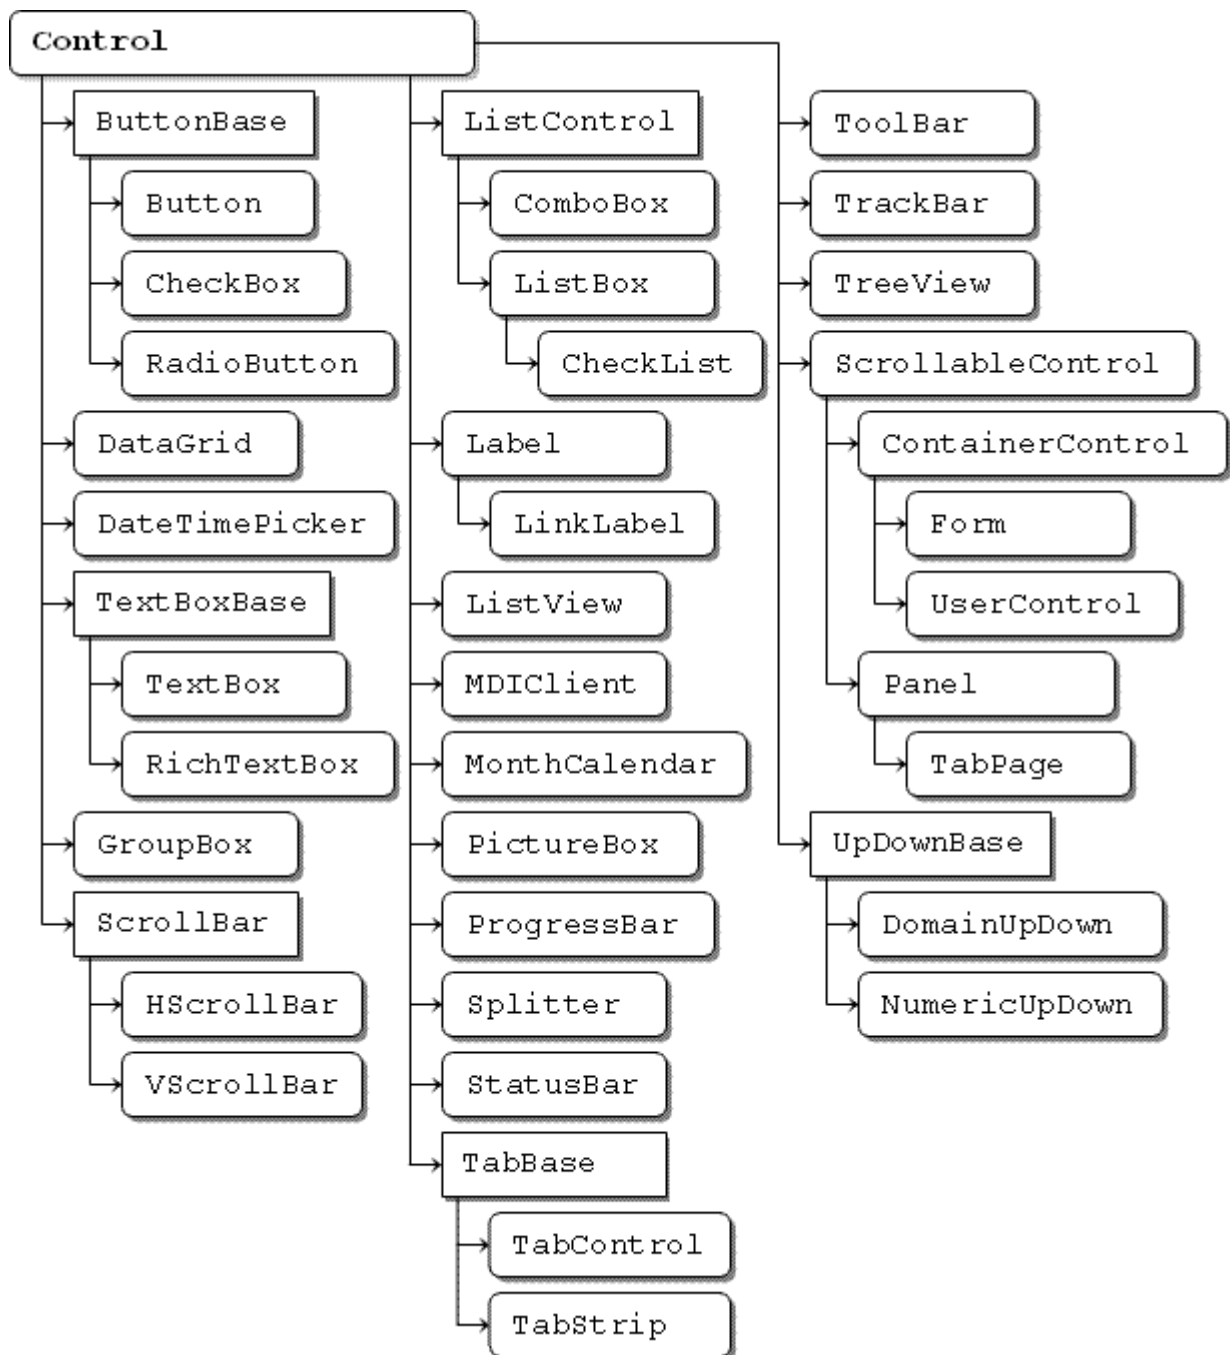 Control
ButtonBase
Button
CheckBox
RadioButton
DataGrid
DateTimePicker
TextBoxBase
TextBox
RichTextBox
GroupBox
ScrollBar
HScrollBar
VScrollBar
ListControl
ComboBox
ListBox
CheckList
Label
LinkLabel
ListView
MDIClient
MonthCalendar
PictureBox
ProgressBar
Splitter
StatusBar
TabBase
TabControl
TabStrip
ToolBar
TrackBar
TreeView
ScrollableControl
ContainerControl
Form
UserControl
Panel
TabPage
UpDownBase
DomainUpDown
NumericUpDown